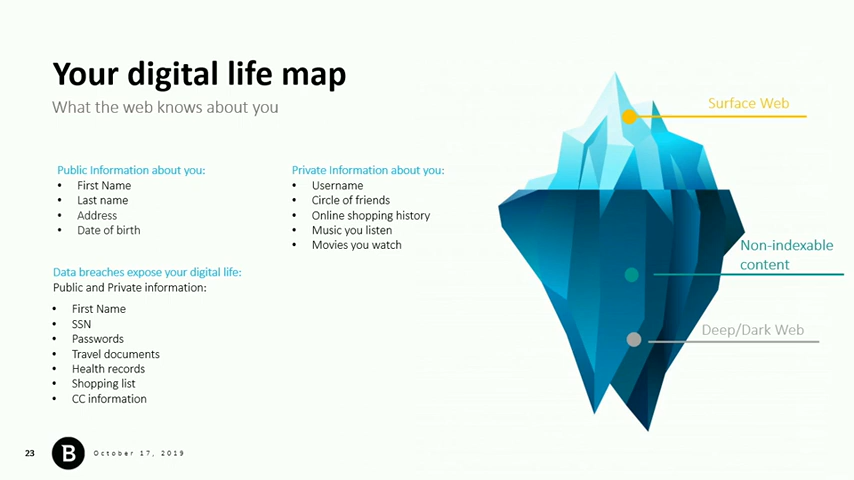 Your digital life map
What the web knows about you
Public Information about you:
• First Name
• Last name
• Address
• Date of birth
Private Information about you:
• Username
• Circle of friends
• Online shopping history
• Music you listen
• Movies you watch
Data breaches expose your digital life:
Public and Private information:
• First Name
• SSN
• Passwords
• Travel documents
• Health records
• Shopping list
• CC information
Surface Web
Non-indexable
content
Deep/Dark Web
23
B
October 17, 2019